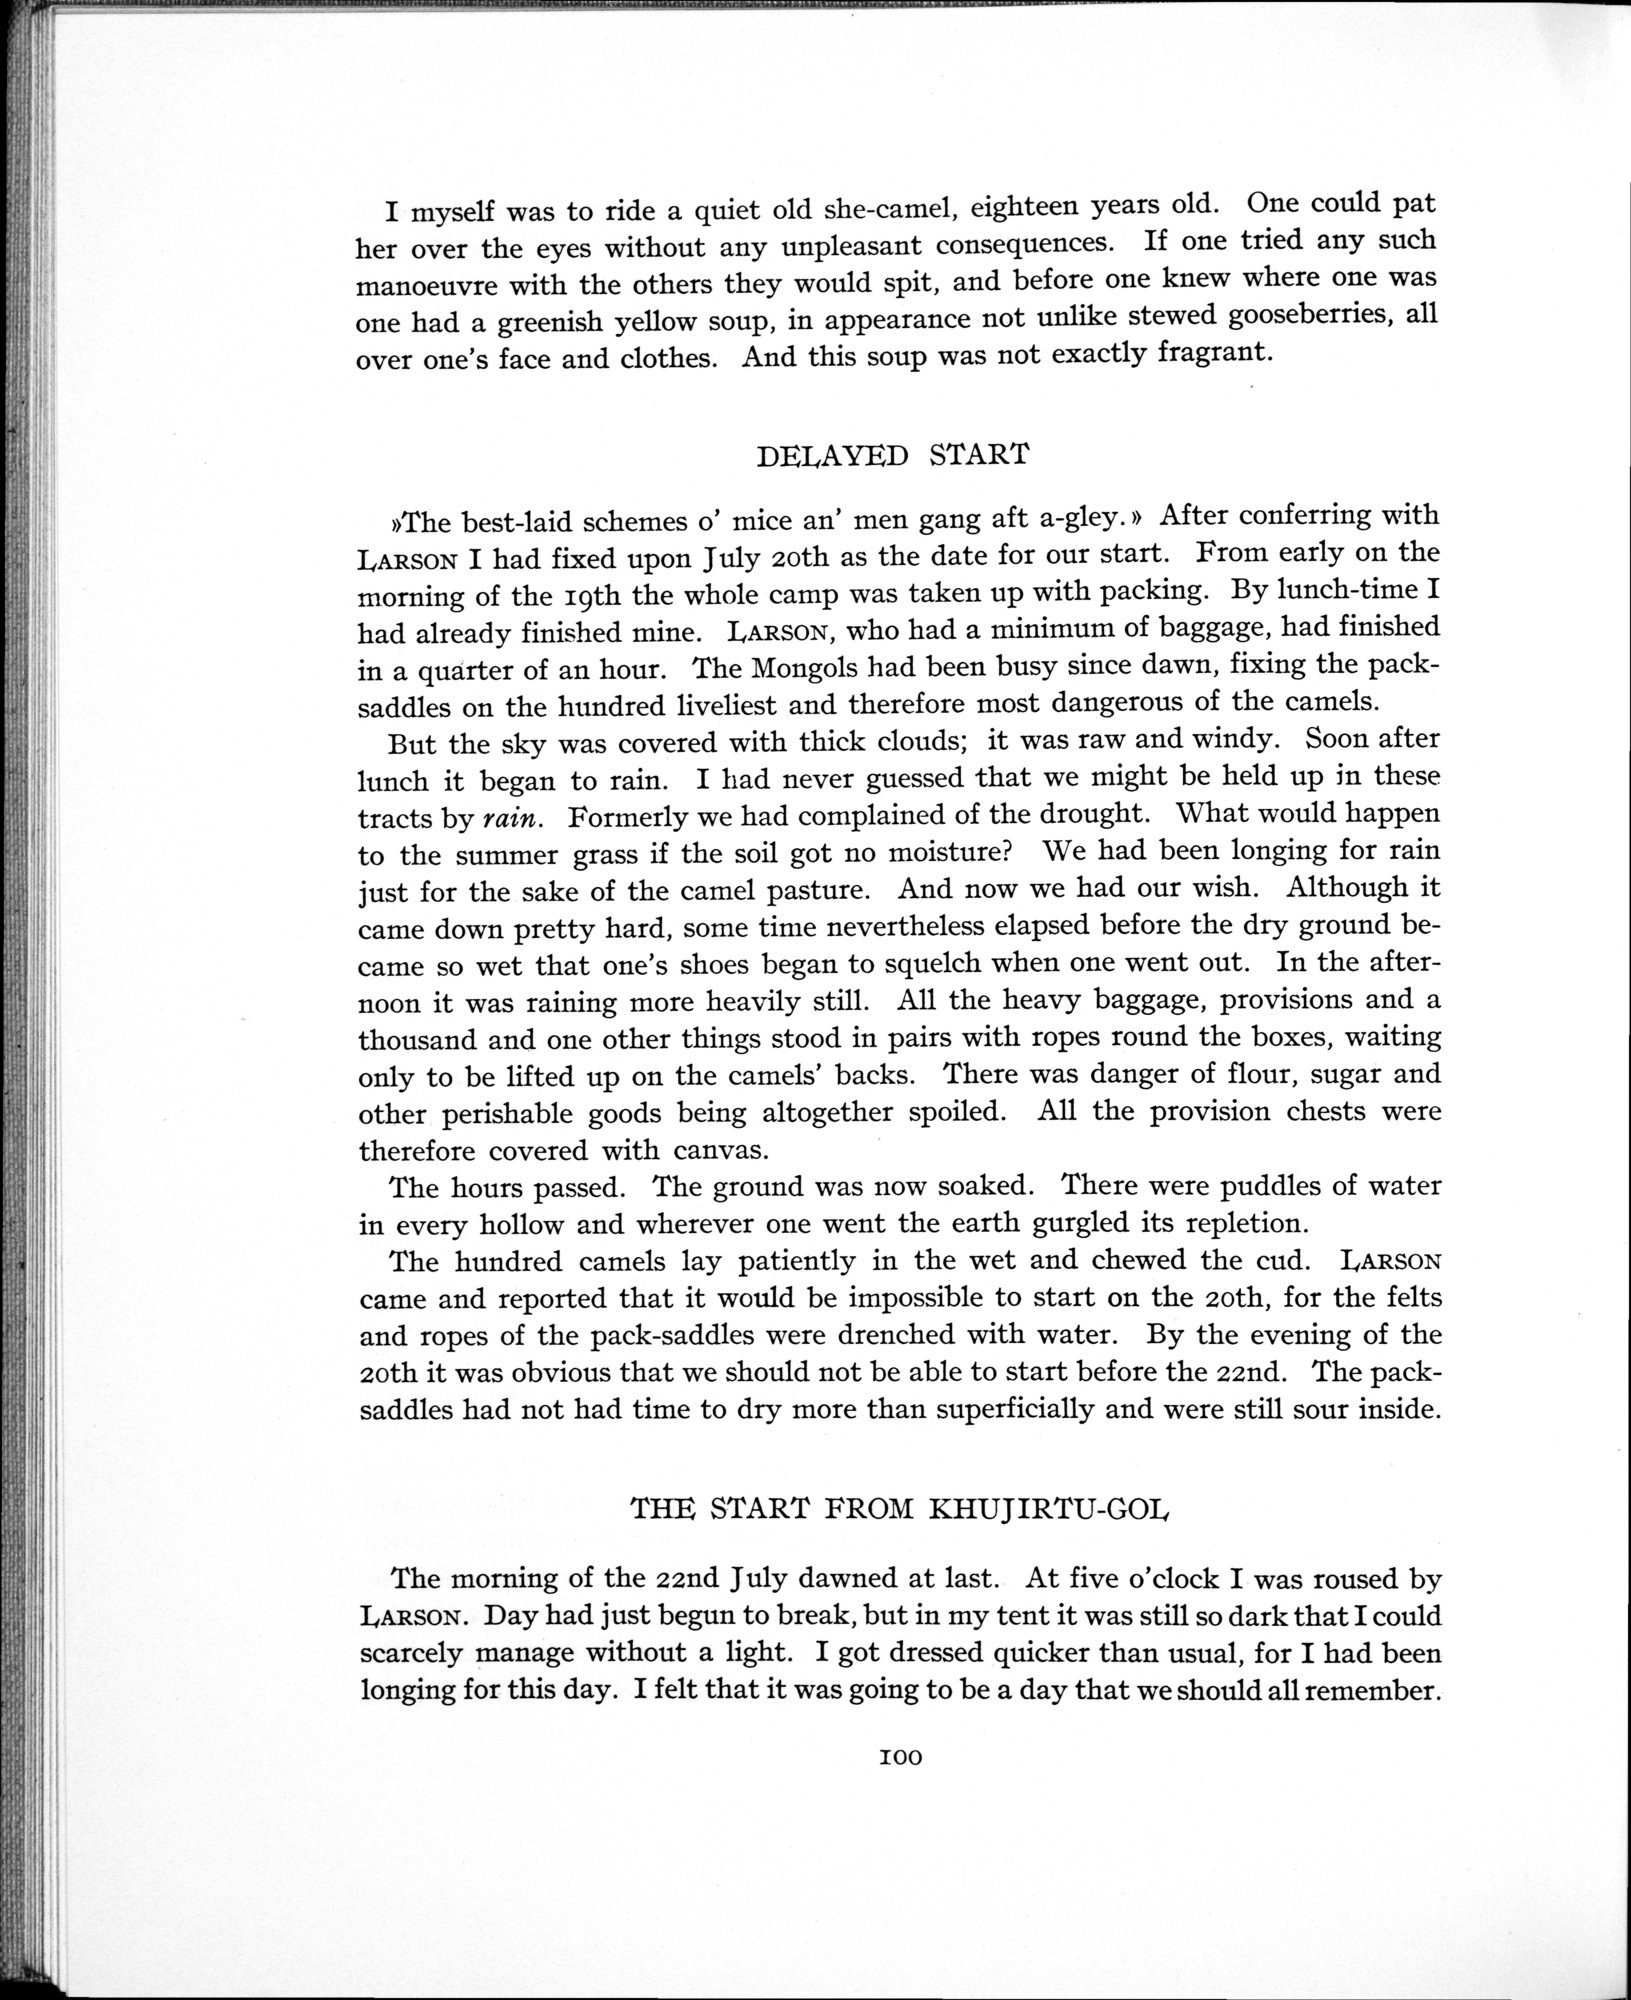 I myself was to ride a quiet old she-camel, eighteen years old. One could pat
her over the eyes without any unpleasant consequences. If one tried any such
manoeuvre with the others they would spit, and before one knew where one was
one had a greenish yellow soup, in appearance not unlike stewed gooseberries, all
over one's face and clothes. And this soup was not exactly fragrant.
DELAYED START
»The best-laid schemes o' mice an' men gang aft a-gley.» After conferring with
LARSON I had fixed upon July 20th as the date for our start. From early on the
morning of the 19th the whole camp was taken up with packing. By lunch-time I
had already finished mine. LARSON, who had a minimum of baggage, had finished
in a quarter of an hour. The Mongols had been busy since dawn, fixing the pack-
saddles on the hundred liveliest and therefore most dangerous of the camels.
But the sky was covered with thick clouds; it was raw and windy. Soon after
lunch it began to rain. I had never guessed that we might be held up in these
tracts by rain. Formerly we had complained of the drought. What would happen
to the summer grass if the soil got no moisture? We had been longing for rain
just for the sake of the camel pasture. And now we had our wish. Although it
came down pretty hard, some time nevertheless elapsed before the dry ground be-
came so wet that one's shoes began to squelch when one went out. In the after-
noon it was raining more heavily still. All the heavy baggage, provisions and a
thousand and one other things stood in pairs with ropes round the boxes, waiting
only to be lifted up on the camels' backs. There was danger of flour, sugar and
other perishable goods being altogether spoiled. All the provision chests were
therefore covered with canvas.
The hours passed. The ground was now soaked. There were puddles of water
in every hollow and wherever one went the earth gurgled its repletion.
The hundred camels lay patiently in the wet and chewed the cud. LARSON
came and reported that it would be impossible to start on the 20th, for the felts
and ropes of the pack-saddles were drenched with water. By the evening of the
20th it was obvious that we should not be able to start before the 22nd. The pack-
saddles had not had time to dry more than superficially and were still sour inside.
THE START FROM KHUJIRTU-GOL
The morning of the 22nd July dawned at last. At five o'clock I was roused by
LARSON. Day had just begun to break, but in my tent it was still so dark that I could
scarcely manage without a light. I got dressed quicker than usual, for I had been
longing for this day. I felt that it was going to be a day that we should all remember.
100